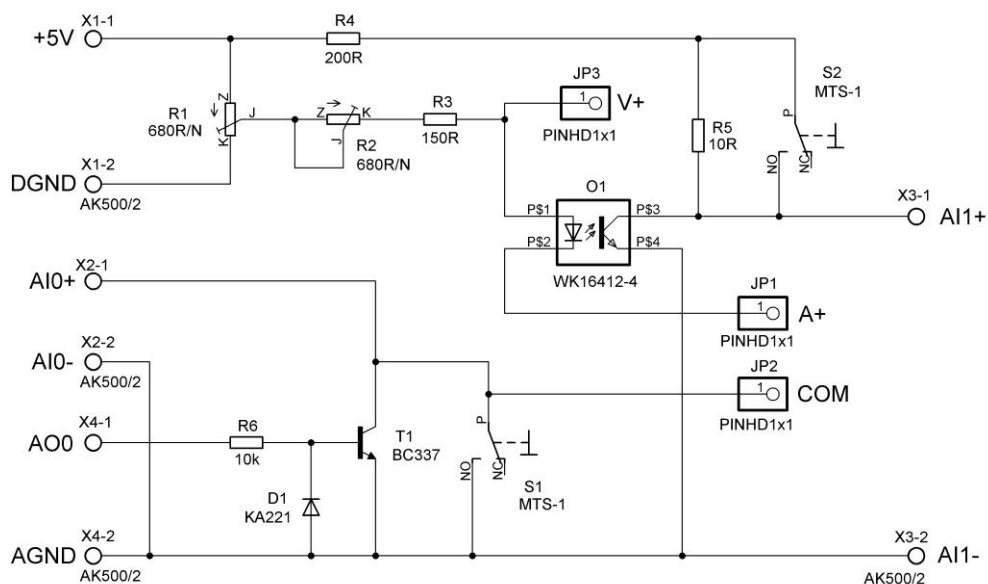 X1-1
+5V
R4
200R
JP3
1
V+
PINHD1x1
S2
MTS-1
P
NO
NC
R1
680R/N
Z
J
K
Z
K
J
R2
680R/N
R3
150R
R5
10R
X1-2
DGND
AK500/2
O1
P$1
P$3
P$2
P$4
WK16412-4
X3-1
AI1+
X2-1
AI0+
JP1
1
A+
PINHD1x1
X2-2
AI0-
AK500/2
JP2
1
COM
PINHD1x1
X4-1
AO0
R6
10k
T1
BC337
P
NO
NC
S1
MTS-1
D1
KA221
X4-2
AGND
AK500/2
X3-2
AI1-
AK500/2